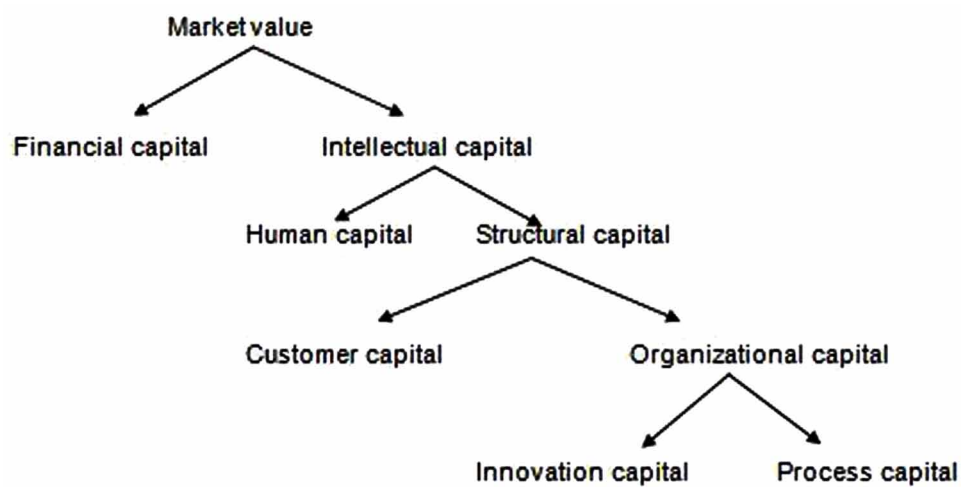 Market value
Financial capital
Intellectual capital
Human capital
Structural capital
Customer capital
Organizational capital
Innovation capital
Process capital